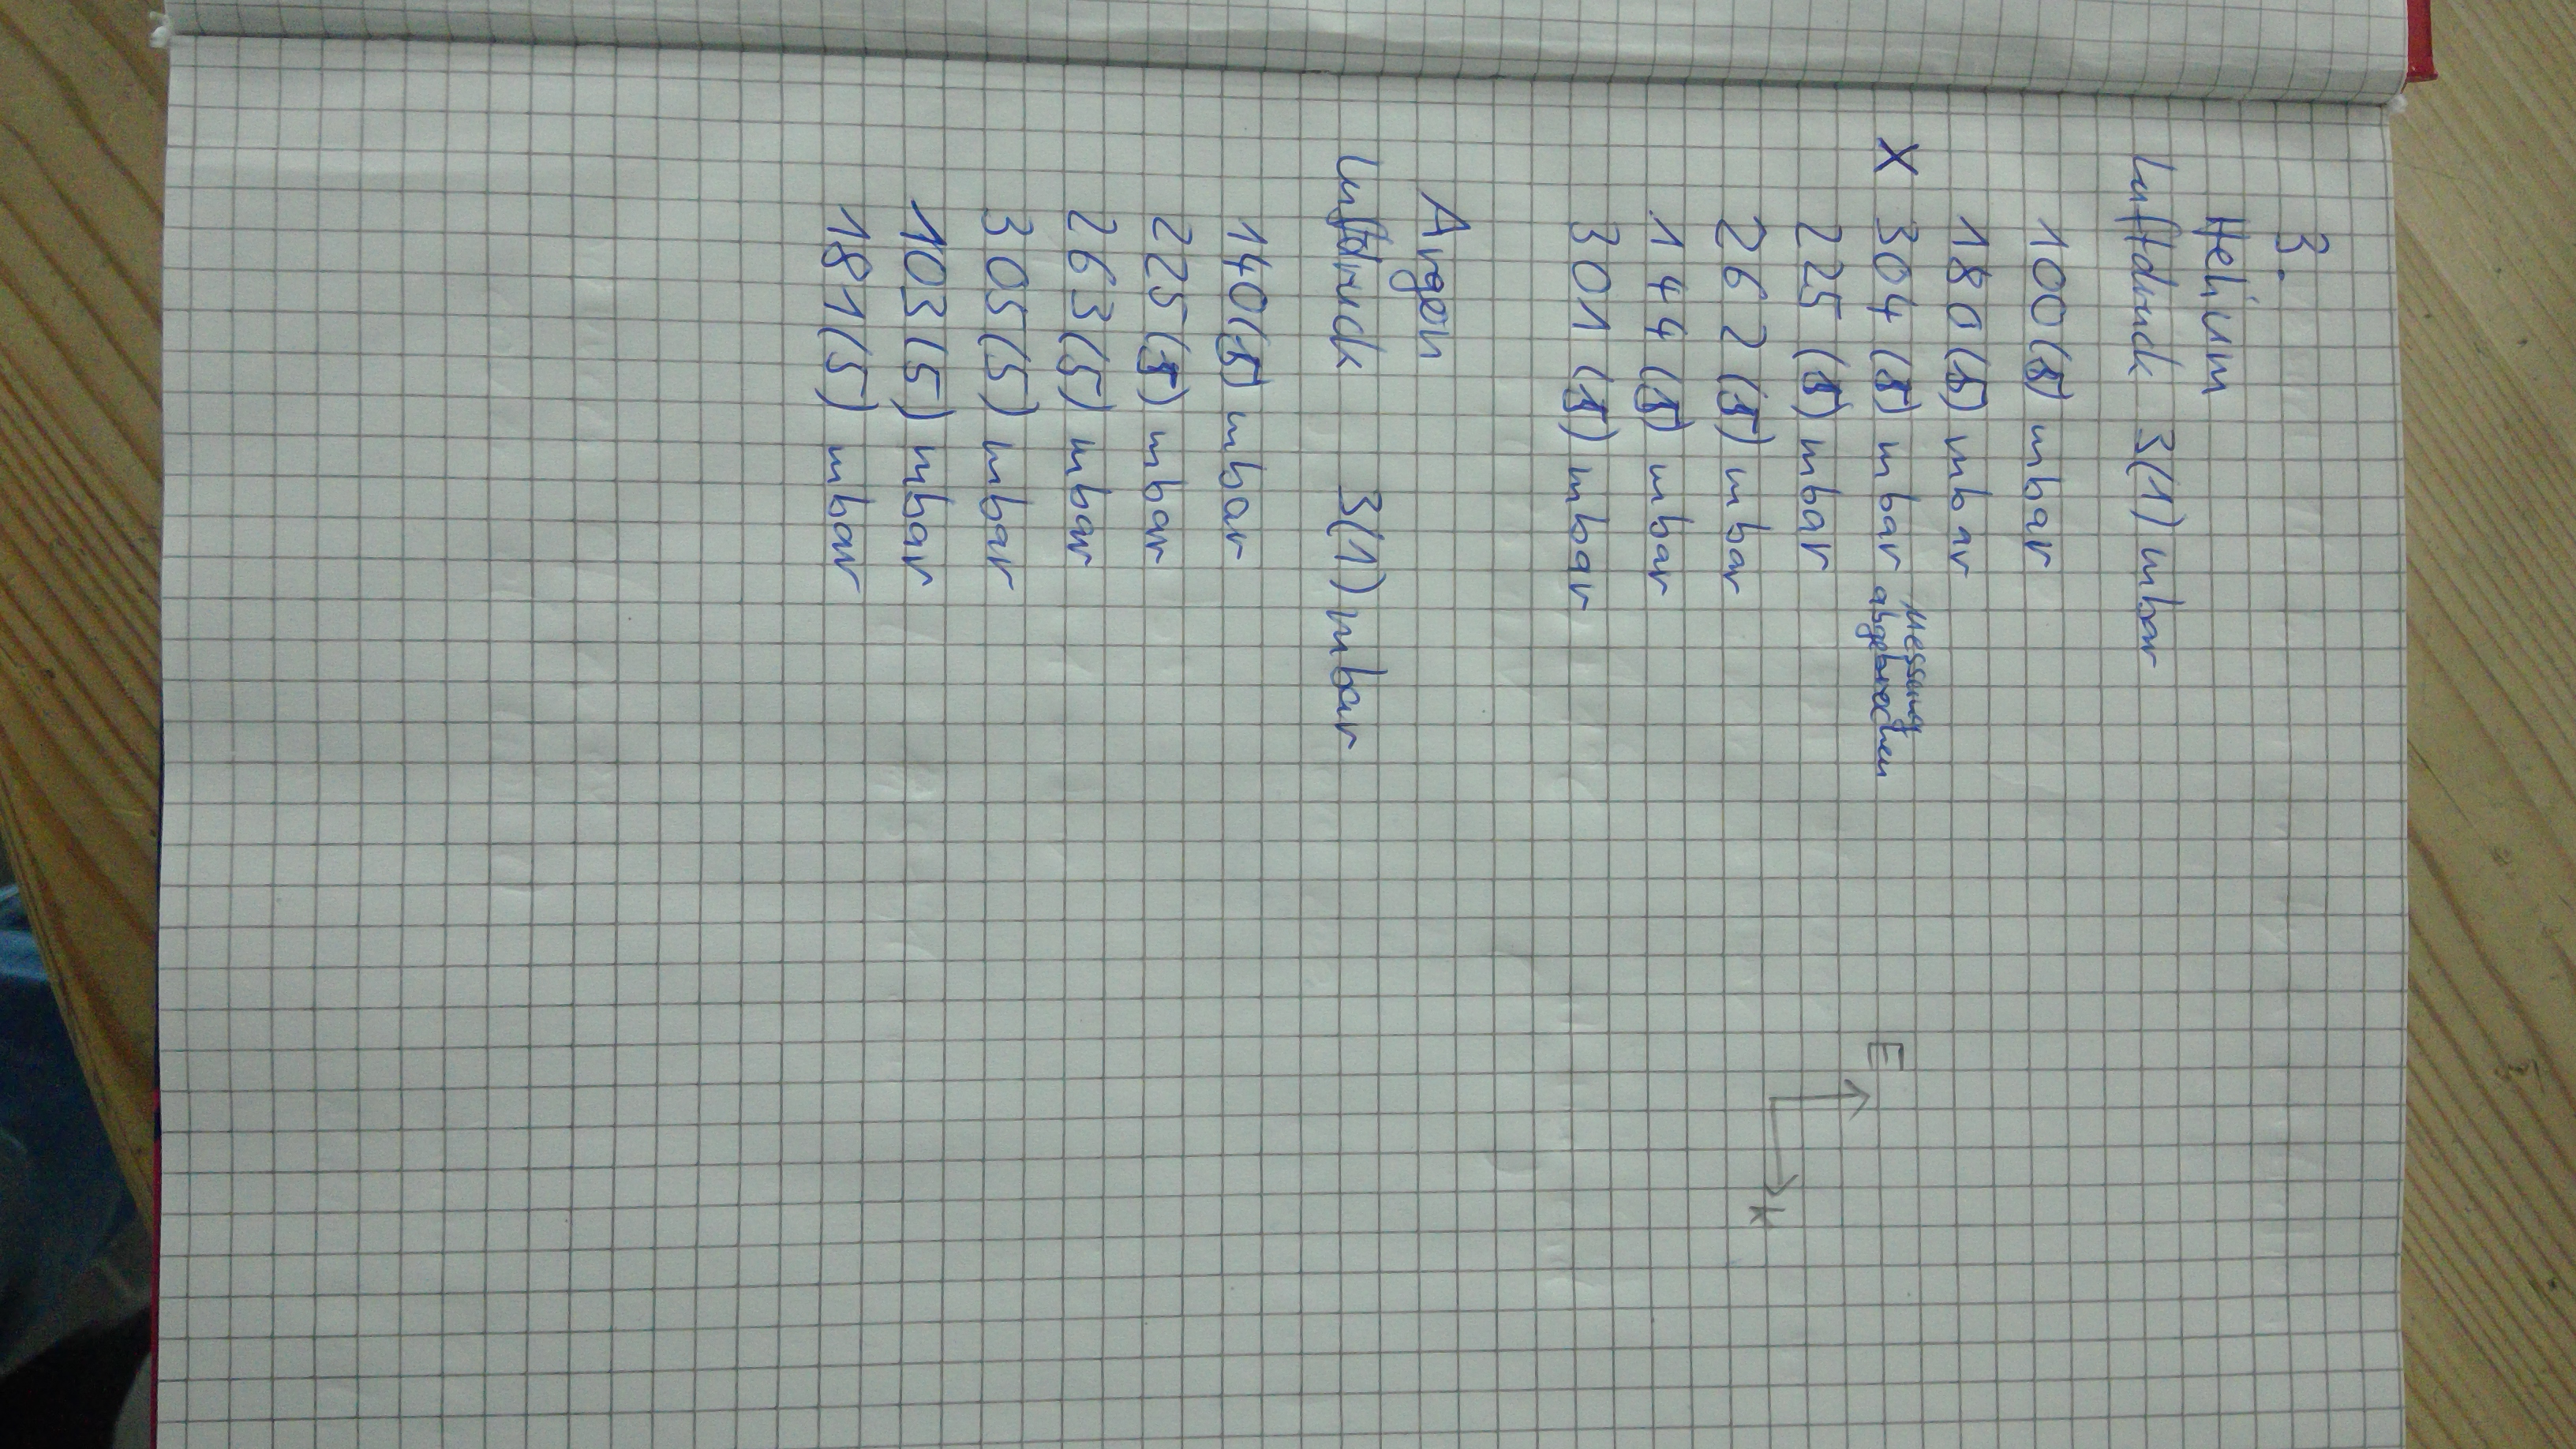 3.
Helium
Luftdruck 3(1) mbar
100(5) mbar
180(5) mbar
X 304(5) mbar Messung abgebrochen
225(5) mbar
262(5) mbar
144(5) mbar
301(5) mbar
Argon
Luftdruck 3(1) mbar
140(5) mbar
225(5) mbar
263(5) mbar
305(5) mbar
103(5) mbar
181(5) mbar
E